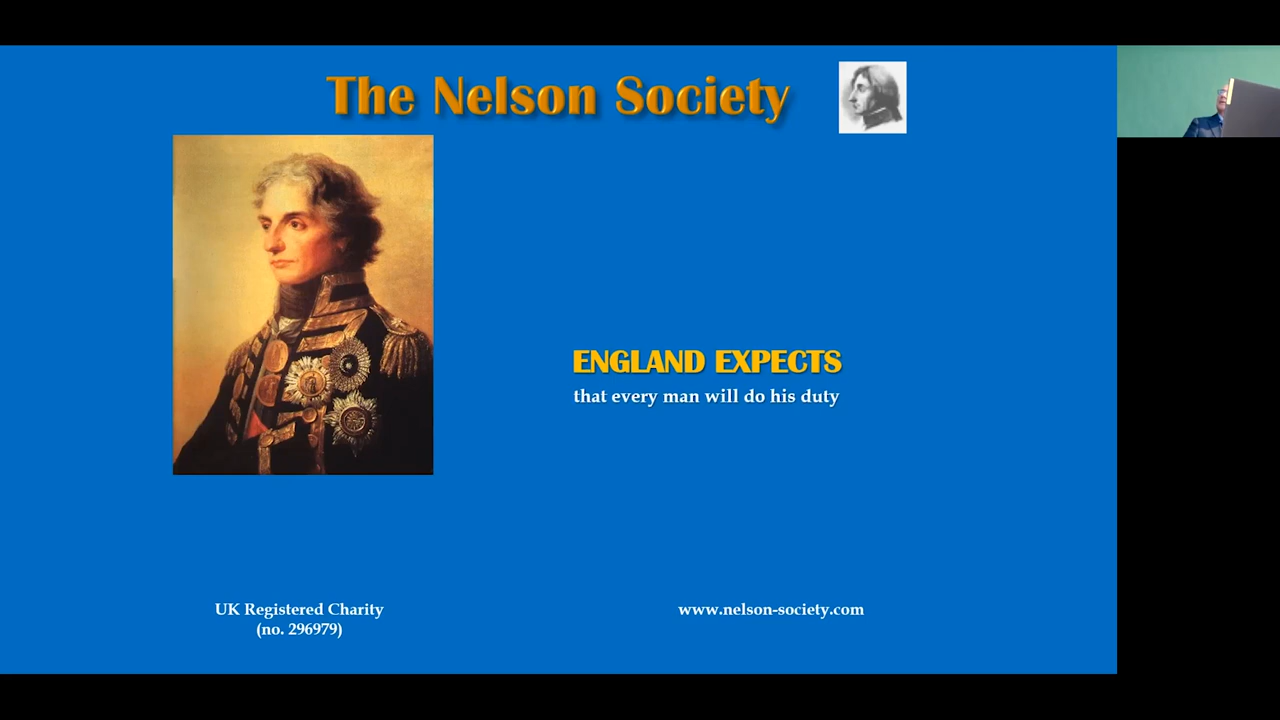 The Nelson Society
ENGLAND EXPECTS
that every man will do his duty
UK Registered Charity
(no. 296979)
www.nelson-society.com